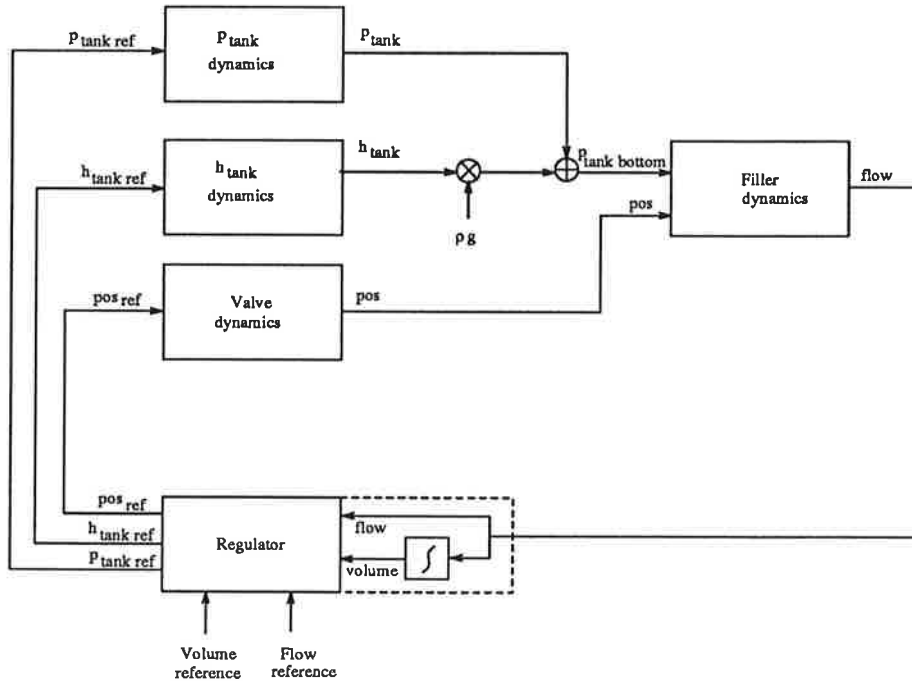 p tank ref
p tank
dynamics
p tank
h tank ref
h tank
dynamics
h tank
ρ g
p tank bottom
pos
Filler
dynamics
flow
pos ref
Valve
dynamics
pos
pos ref
h tank ref
p tank ref
Regulator
flow
volume
∫
Volume
reference
Flow
reference